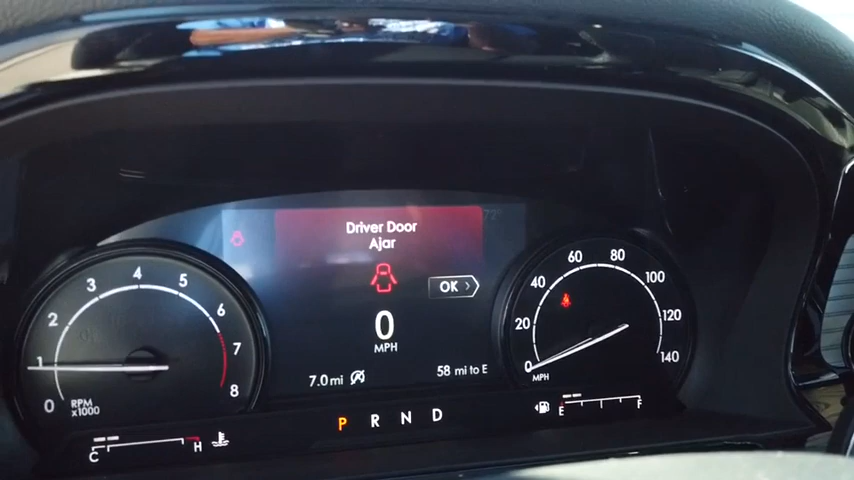 Driver Door
Ajar
72°
OK
0
MPH
7.0 mi
58 mi to E
0 1 2 3 4 5 6 7 8
RPM
x1000
0 20 40 60 80 100 120 140
MPH
P R N D
C H
E F